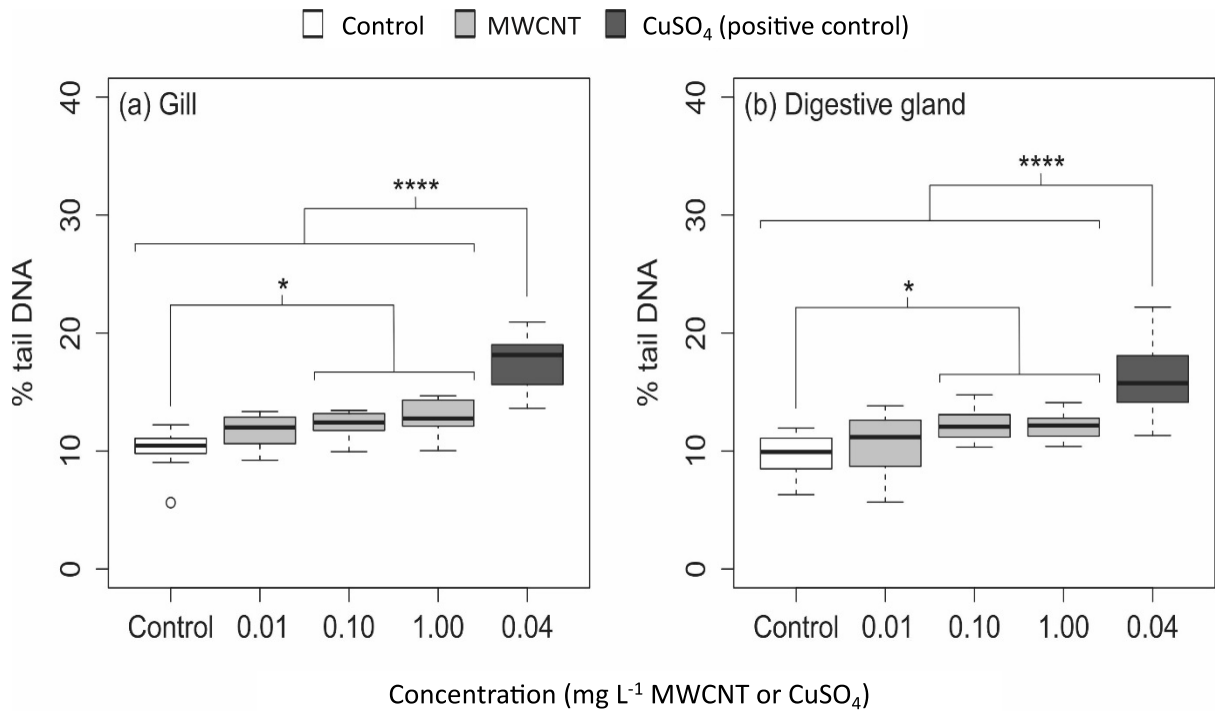 Control MWCNT CuSO₄ (positive control)
(a) Gill
% tail DNA
40
30
20
10
0
****
*
Control 0.01 0.10 1.00 0.04
(b) Digestive gland
% tail DNA
40
30
20
10
0
****
*
Control 0.01 0.10 1.00 0.04
Concentration (mg L⁻¹ MWCNT or CuSO₄)